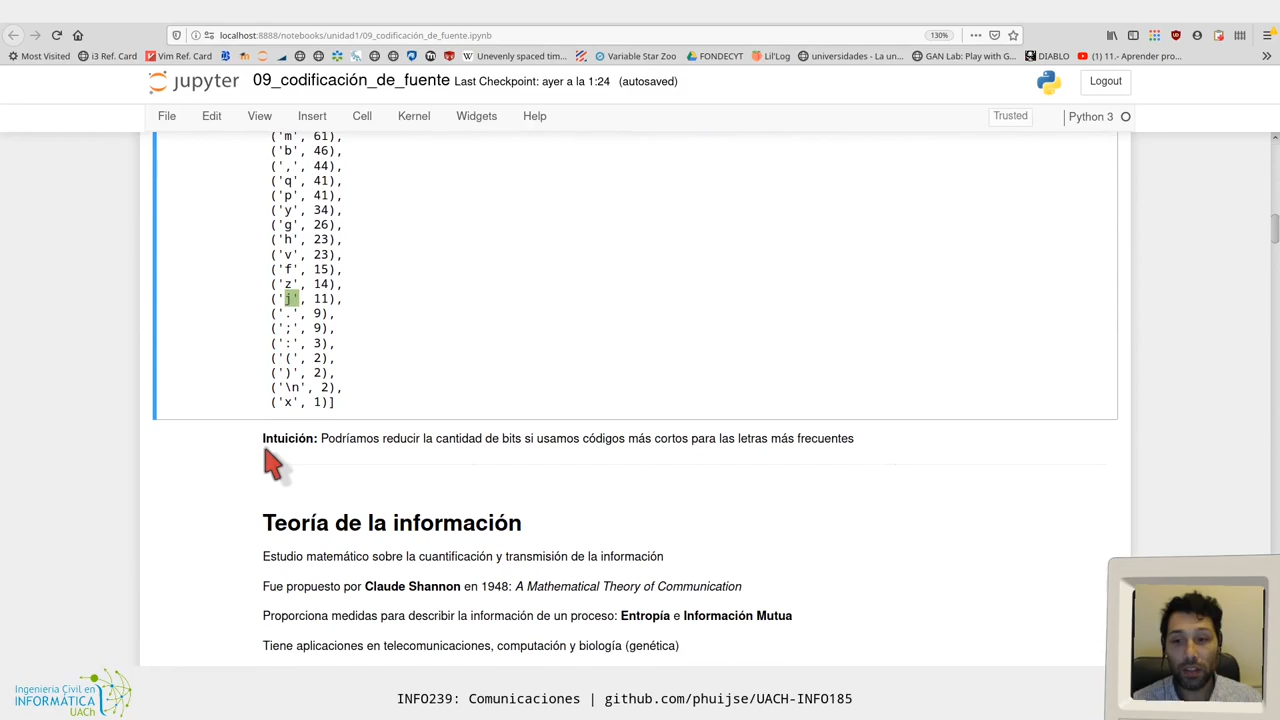 localhost:8888/notebooks/unidad1/09_codificación_de_fuente.ipynb
130%
Most Visited i3 Ref. Card Vim Ref. Card Unevenly spaced tim... Variable Star Zoo FONDECYT Lil'Log universidades - La un... GAN Lab: Play with G... DIABLO (1) 11.- Aprender pro...
jupyter 09_codificación_de_fuente Last Checkpoint: ayer a la 1:24 (autosaved) Logout
File Edit View Insert Cell Kernel Widgets Help Trusted Python 3
('m', 61),
('b', 46),
(',', 44),
('q', 41),
('p', 41),
('y', 34),
('g', 26),
('h', 23),
('v', 23),
('f', 15),
('z', 14),
('j', 11),
('.', 9),
(';', 9),
(':', 3),
('(', 2),
(')', 2),
('\n', 2),
('x', 1)]
Intuición: Podríamos reducir la cantidad de bits si usamos códigos más cortos para las letras más frecuentes
Teoría de la información
Estudio matemático sobre la cuantificación y transmisión de la información
Fue propuesto por Claude Shannon en 1948: A Mathematical Theory of Communication
Proporciona medidas para describir la información de un proceso: Entropía e Información Mutua
Tiene aplicaciones en telecomunicaciones, computación y biología (genética)
Ingeniería Civil en
INFORMÁTICA
UACh
INFO239: Comunicaciones | github.com/phuijse/UACH-INFO185